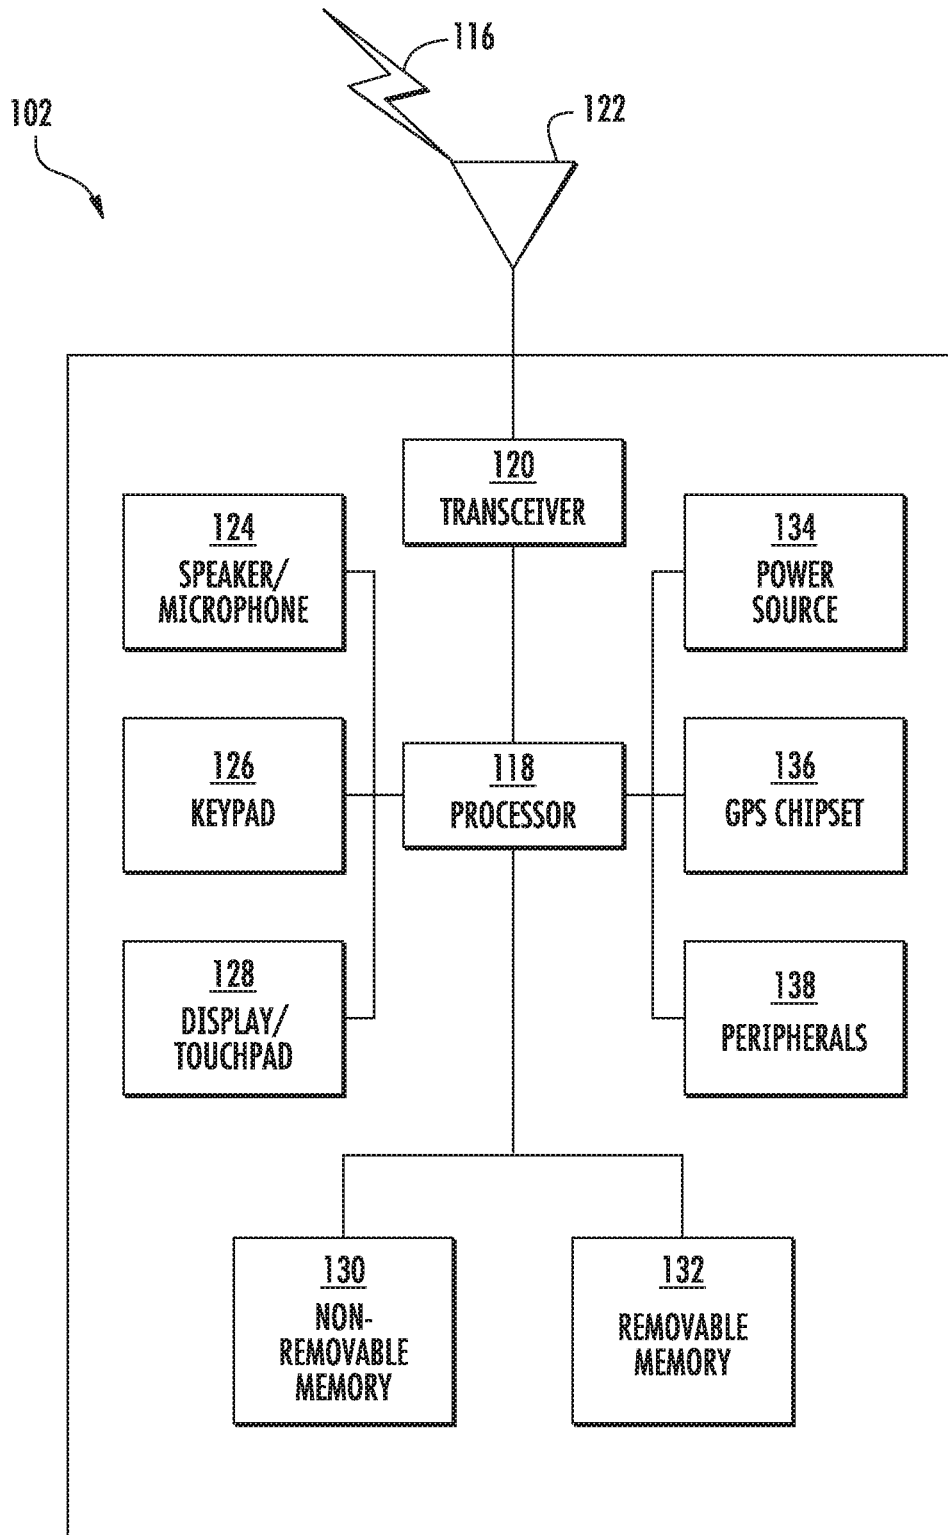 116
102
122
120
TRANSCEIVER
124
SPEAKER/
MICROPHONE
134
POWER
SOURCE
126
KEYPAD
118
PROCESSOR
136
GPS CHIPSET
128
DISPLAY/
TOUCHPAD
138
PERIPHERALS
130
NON-
REMOVABLE
MEMORY
132
REMOVABLE
MEMORY